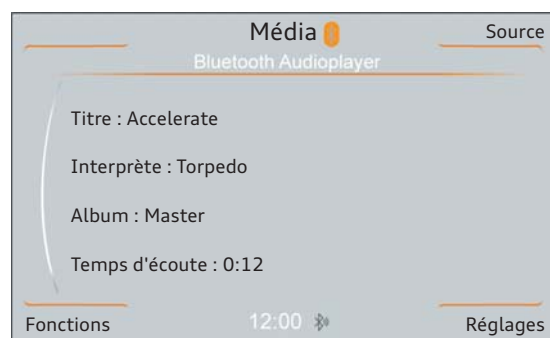 Média
Source
Bluetooth Audioplayer
Titre : Accelerate
Interprète : Torpedo
Album : Master
Temps d'écoute : 0:12
Fonctions
12:00
Réglages